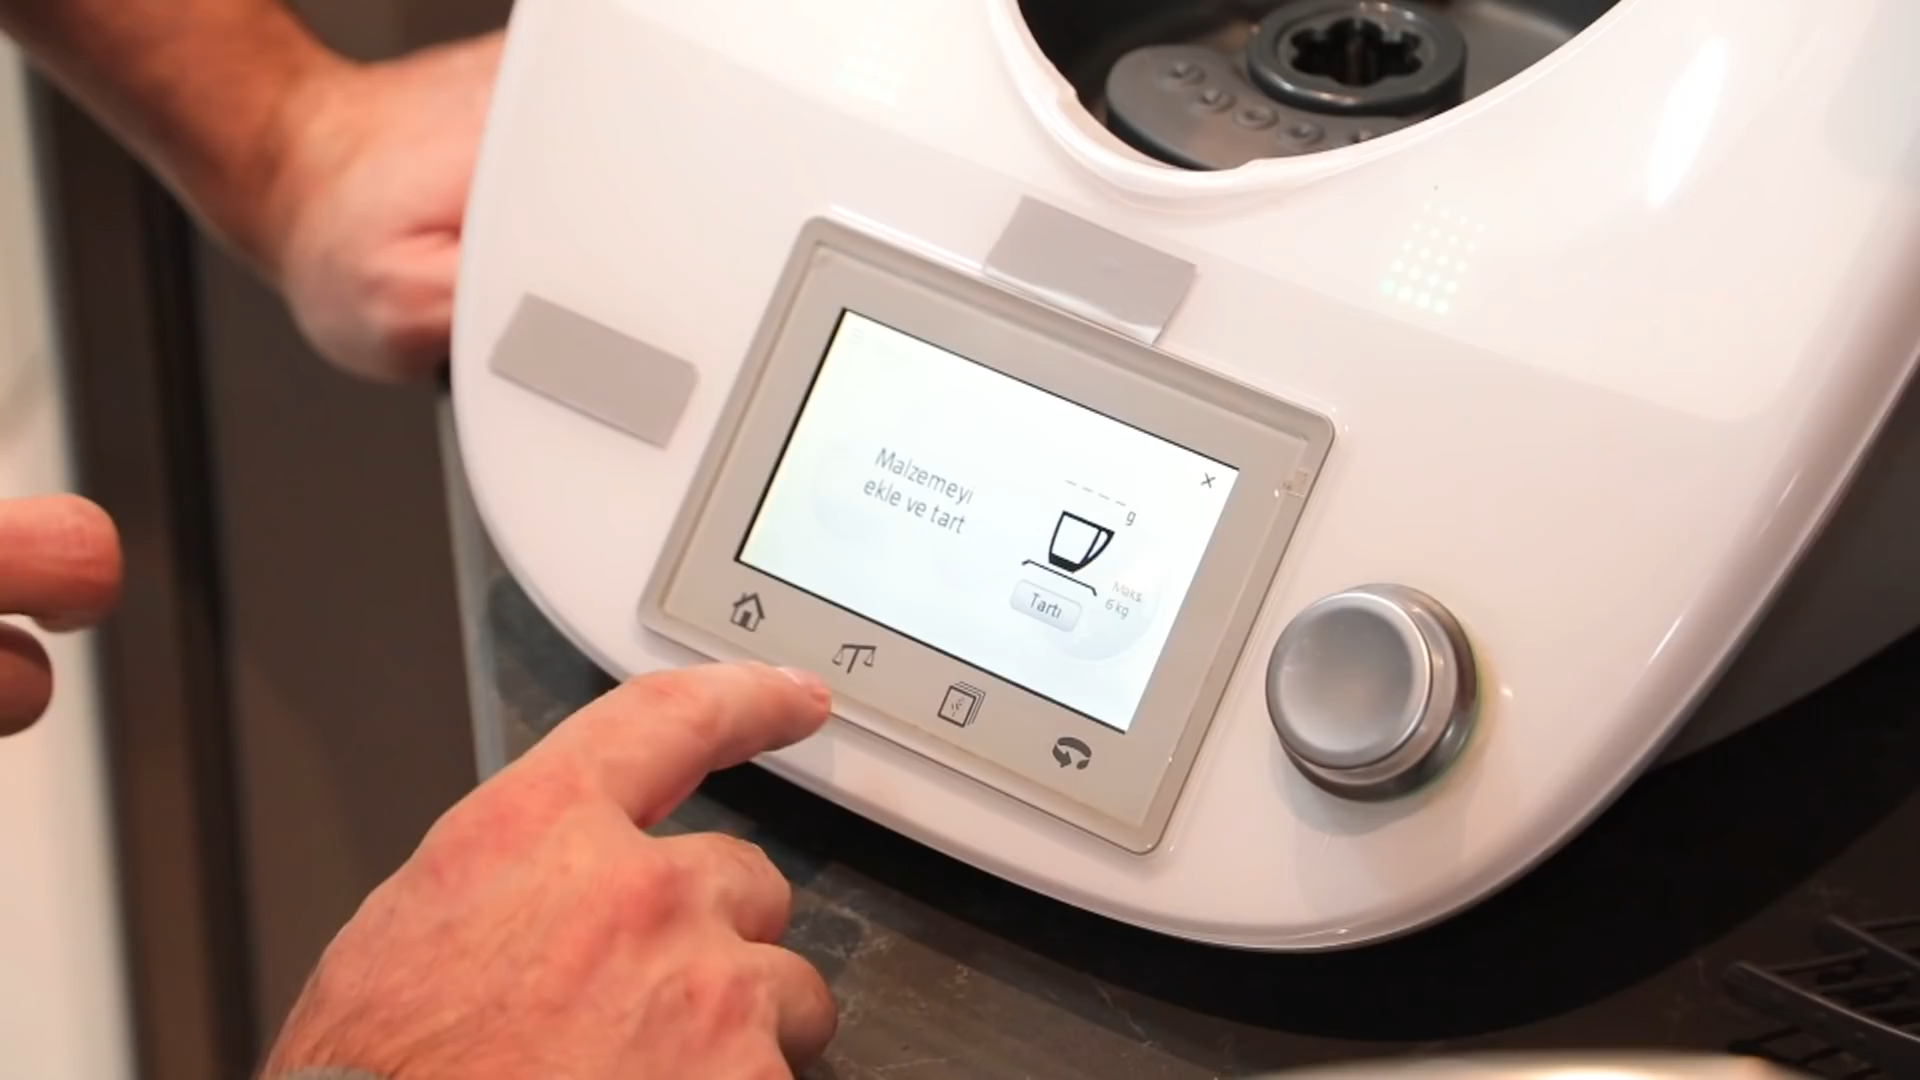 Malzemeyi
ekle ve tart
g
Tartı
Maks.
6 kg